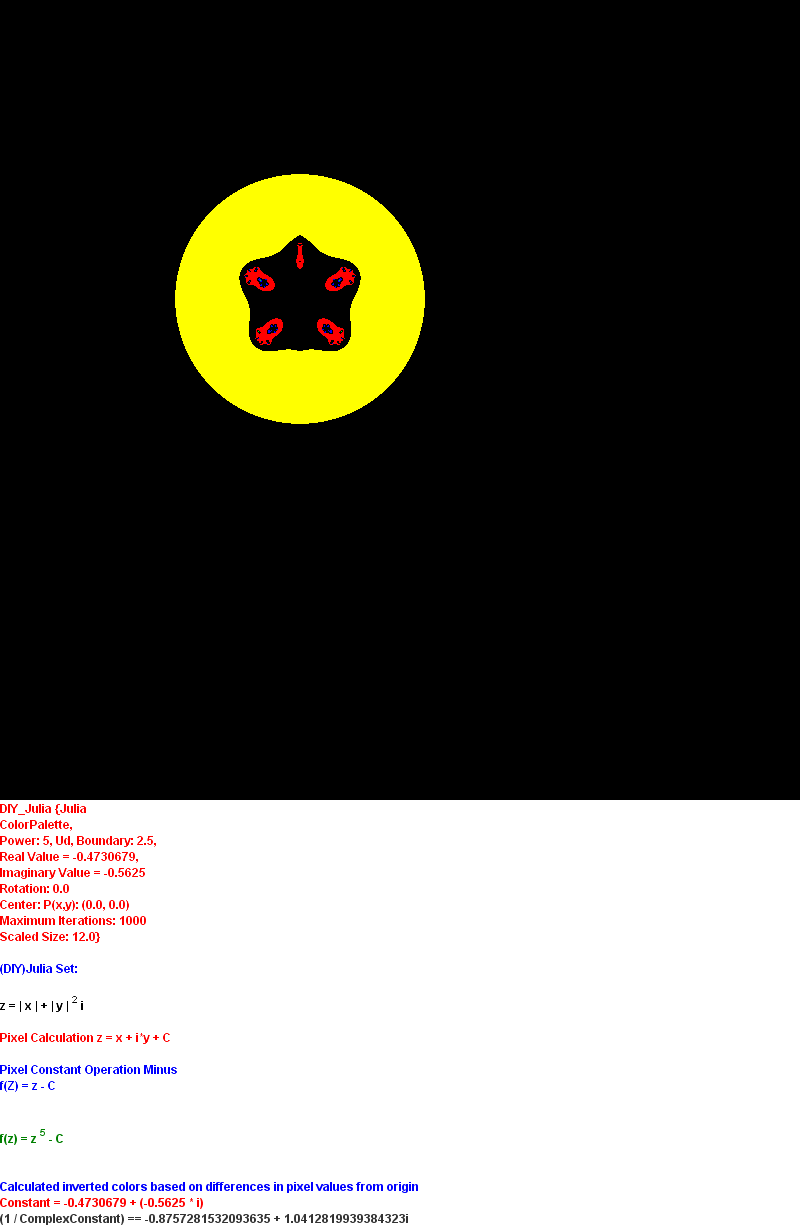 DIY_Julia {Julia
ColorPalette,
Power: 5, Ud, Boundary: 2.5,
Real Value = -0.4730679,
Imaginary Value = -0.5625
Rotation: 0.0
Center: P(x,y): (0.0, 0.0)
Maximum Iterations: 1000
Scaled Size: 12.0}
(DIY)Julia Set:
z = | x | + | y | ² i
Pixel Calculation z = x + i*y + C
Pixel Constant Operation Minus
f(Z) = z - C
f(z) = z ⁵ - C
Calculated inverted colors based on differences in pixel values from origin
Constant = -0.4730679 + (-0.5625 * i)
(1 / ComplexConstant) == -0.8757281532093635 + 1.0412819939384323i